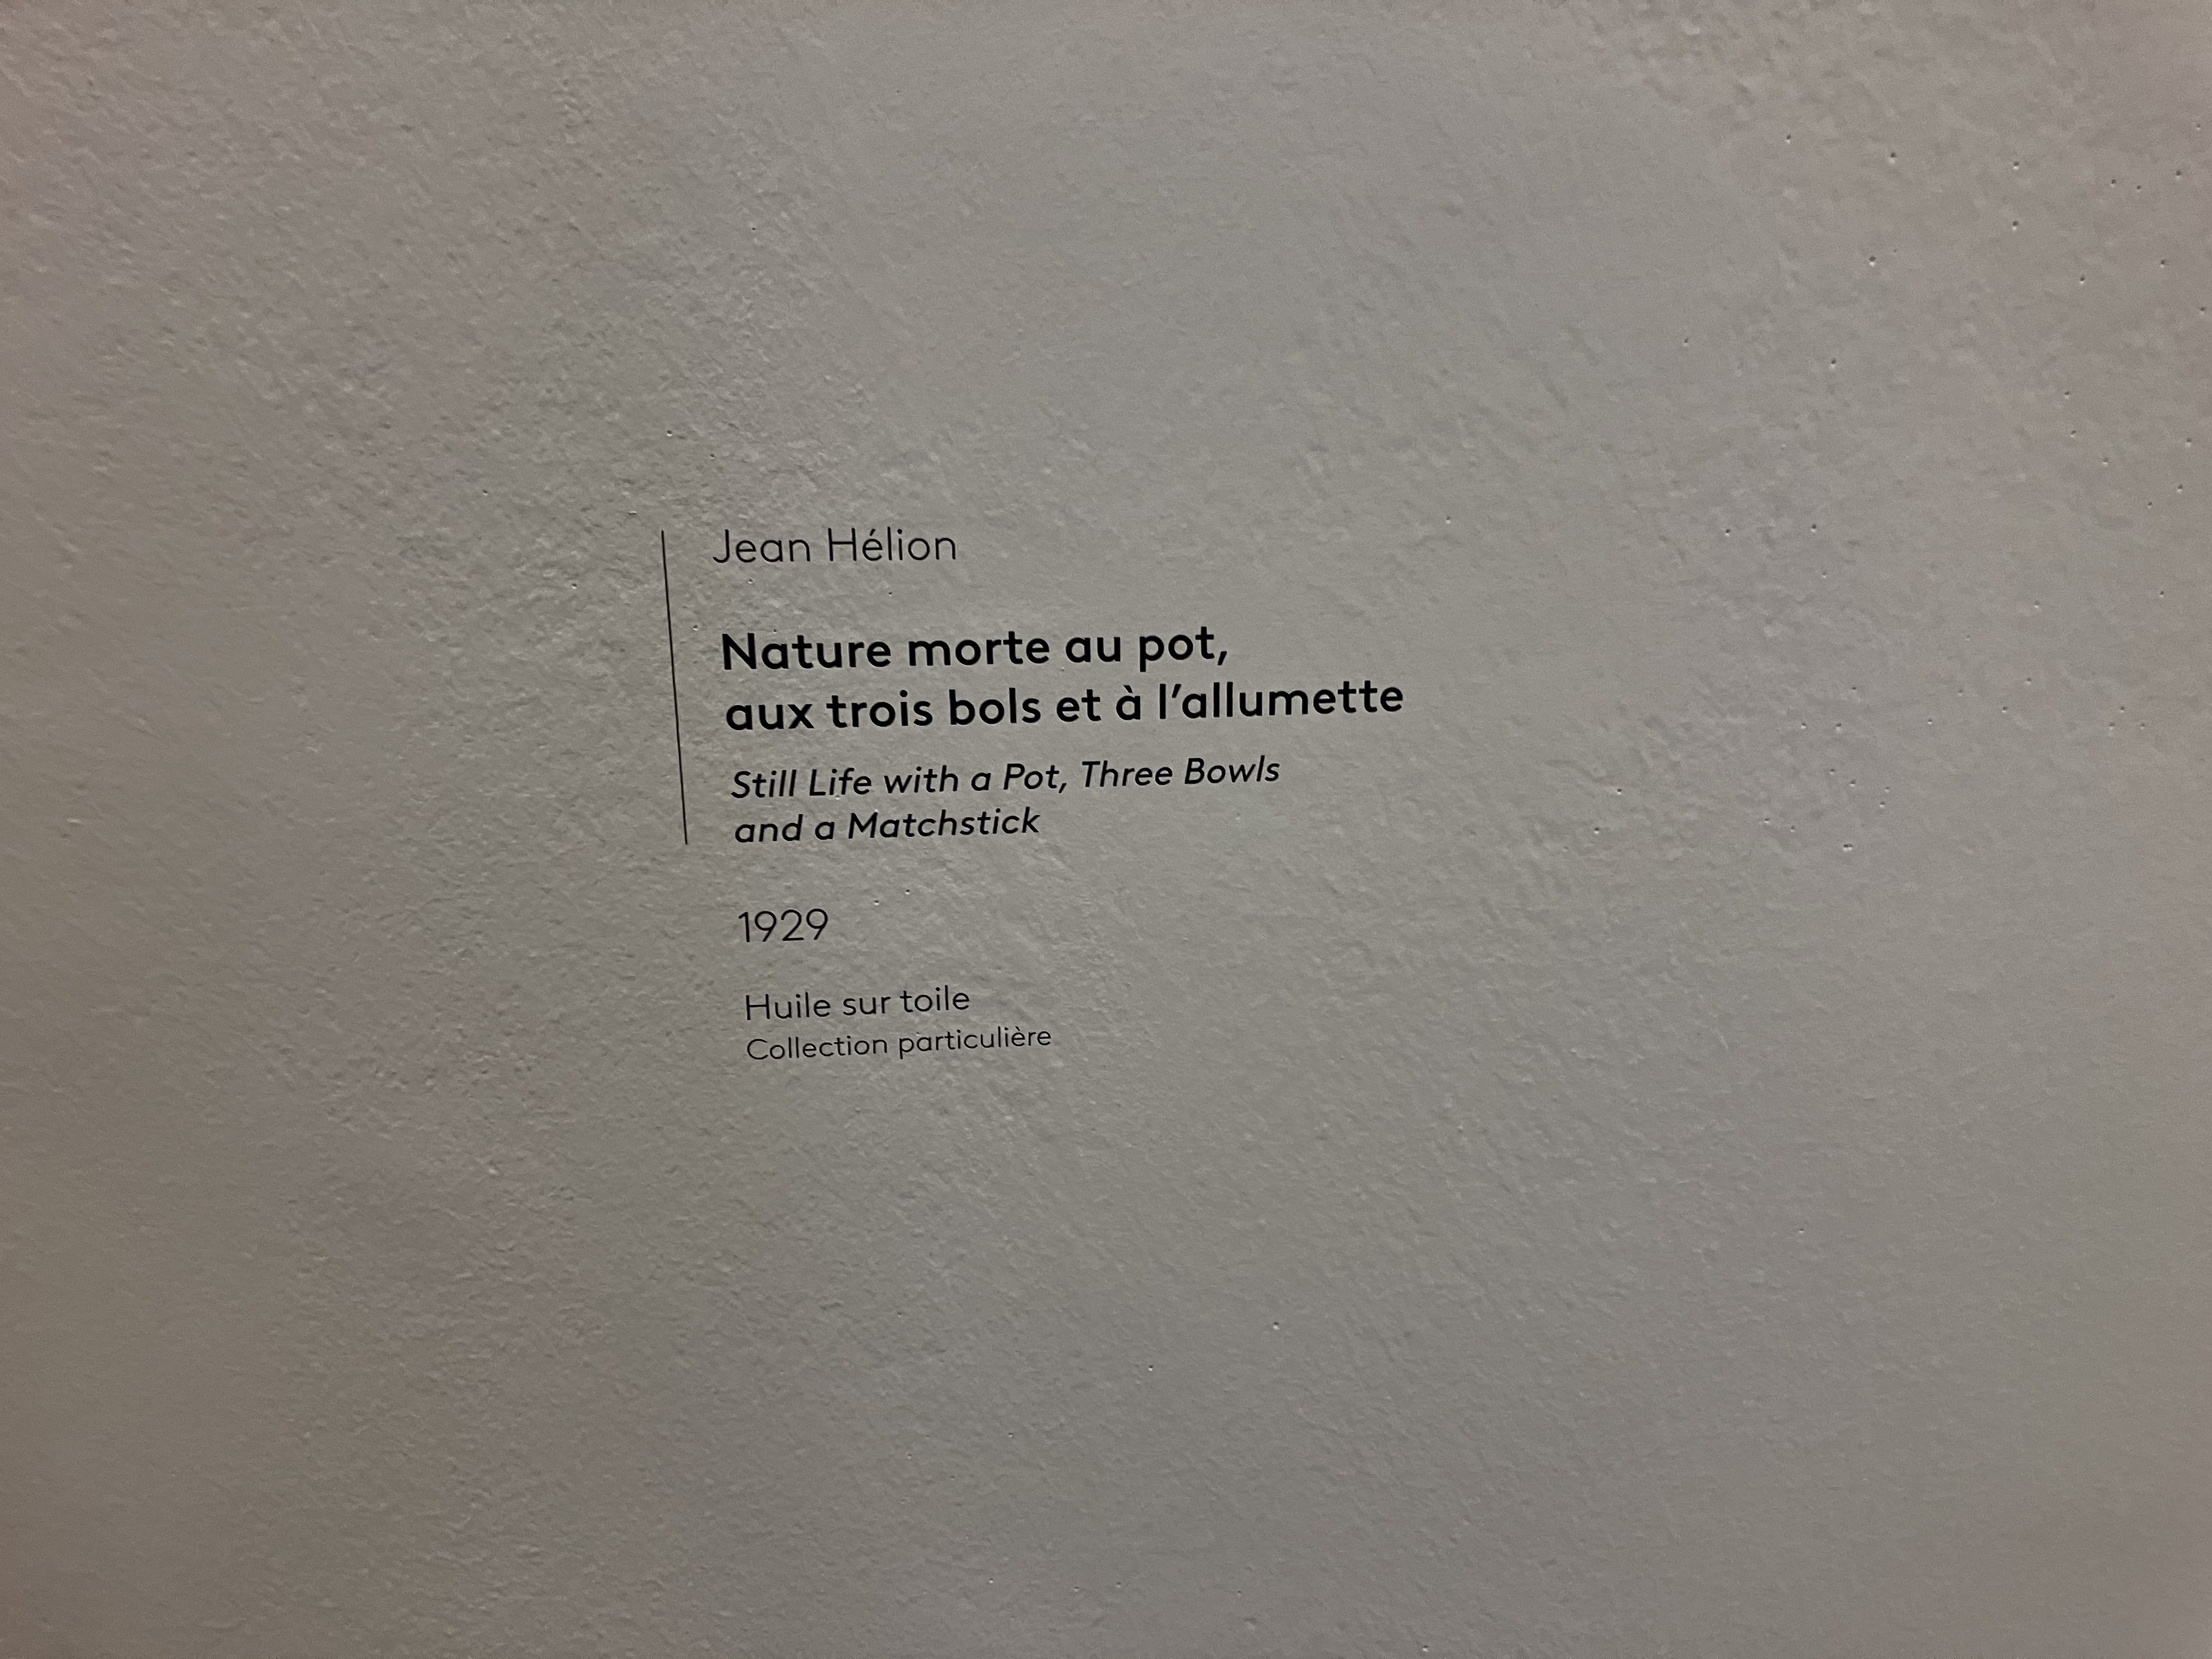 Jean Hélion
Nature morte au pot,
aux trois bols et à l’allumette
Still Life with a Pot, Three Bowls
and a Matchstick
1929
Huile sur toile
Collection particulière